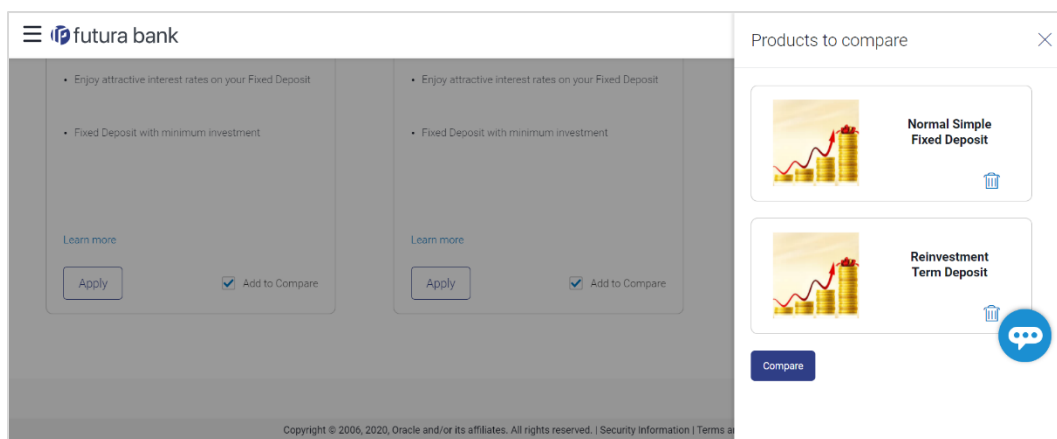 futura bank
Products to compare
• Enjoy attractive interest rates on your Fixed Deposit
• Fixed Deposit with minimum investment
Learn more
Apply
Add to Compare
• Enjoy attractive interest rates on your Fixed Deposit
• Fixed Deposit with minimum investment
Learn more
Apply
Add to Compare
Normal Simple
Fixed Deposit
Reinvestment
Term Deposit
Compare
Copyright © 2006, 2020, Oracle and/or its affiliates. All rights reserved. | Security Information | Terms